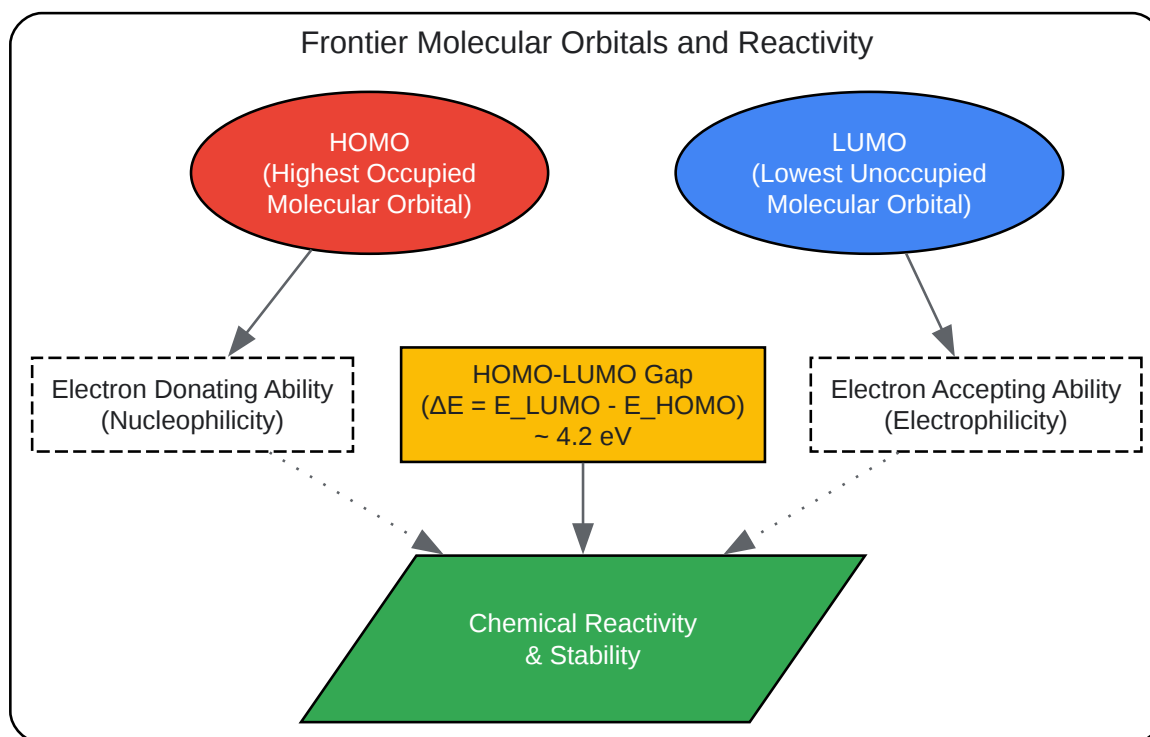 Frontier Molecular Orbitals and Reactivity
HOMO
(Highest Occupied
Molecular Orbital)
LUMO
(Lowest Unoccupied
Molecular Orbital)
Electron Donating Ability
(Nucleophilicity)
HOMO-LUMO Gap
(ΔE = E_LUMO - E_HOMO)
~ 4.2 eV
Electron Accepting Ability
(Electrophilicity)
Chemical Reactivity
& Stability